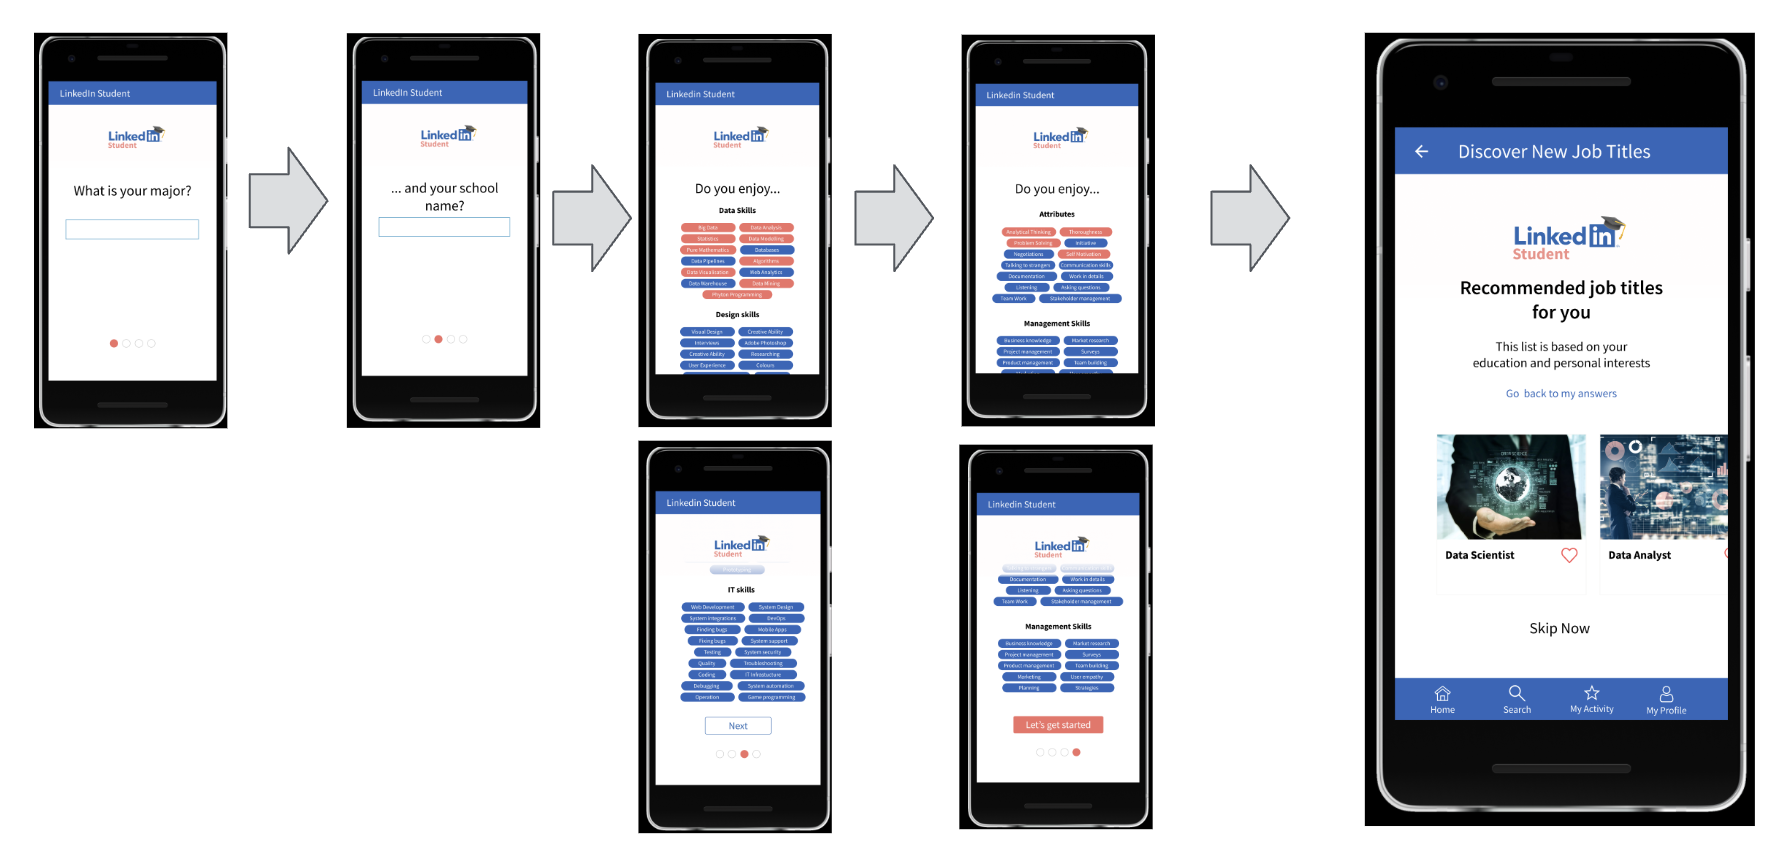 LinkedIn Student
Linked in
Student
What is your major?
LinkedIn Student
Linked in
Student
... and your school
name?
Linkedin Student
Linked in
Student
Do you enjoy...
Data Skills
Big Data Data Analysis
Statistics Data Modelling
Pure Mathematics Databases
Data Pipelines Algorithms
Data Visualisation Web Analytics
Data Warehouse Data Mining
Phyton Programming
Design skills
Visual Design Creative Ability
Interviews Adobe Photoshop
Creative Ability Researching
User Experience Colours
Linkedin Student
Linked in
Student
Prototyping
IT skills
Web Development System Design
System integrations DevOps
Finding bugs Mobile Apps
Fixing bugs System support
Testing System security
Quality Troubleshooting
Coding IT Infrastucture
Debugging System automation
Operation Game programming
Next
Linkedin Student
Linked in
Student
Do you enjoy...
Attributes
Analytical Thinking Thoroughness
Problem Solving Initiative
Negotiations Self Motivation
Talking to strangers Communication skills
Documentation Work in details
Listening Asking questions
Team Work Stakeholder management
Management Skills
Business knowledge Market research
Project management Surveys
Product management Team building
Linkedin Student
Linked in
Student
Documentation Work in details
Listening Asking questions
Team Work Stakeholder management
Management Skills
Business knowledge Market research
Project management Surveys
Product management Team building
Marketing User empathy
Planning Strategies
Let's get started
Discover New Job Titles
Linked in
Student
Recommended job titles
for you
This list is based on your
education and personal interests
Go back to my answers
Data Scientist Data Analyst
Skip Now
Home Search My Activity My Profile